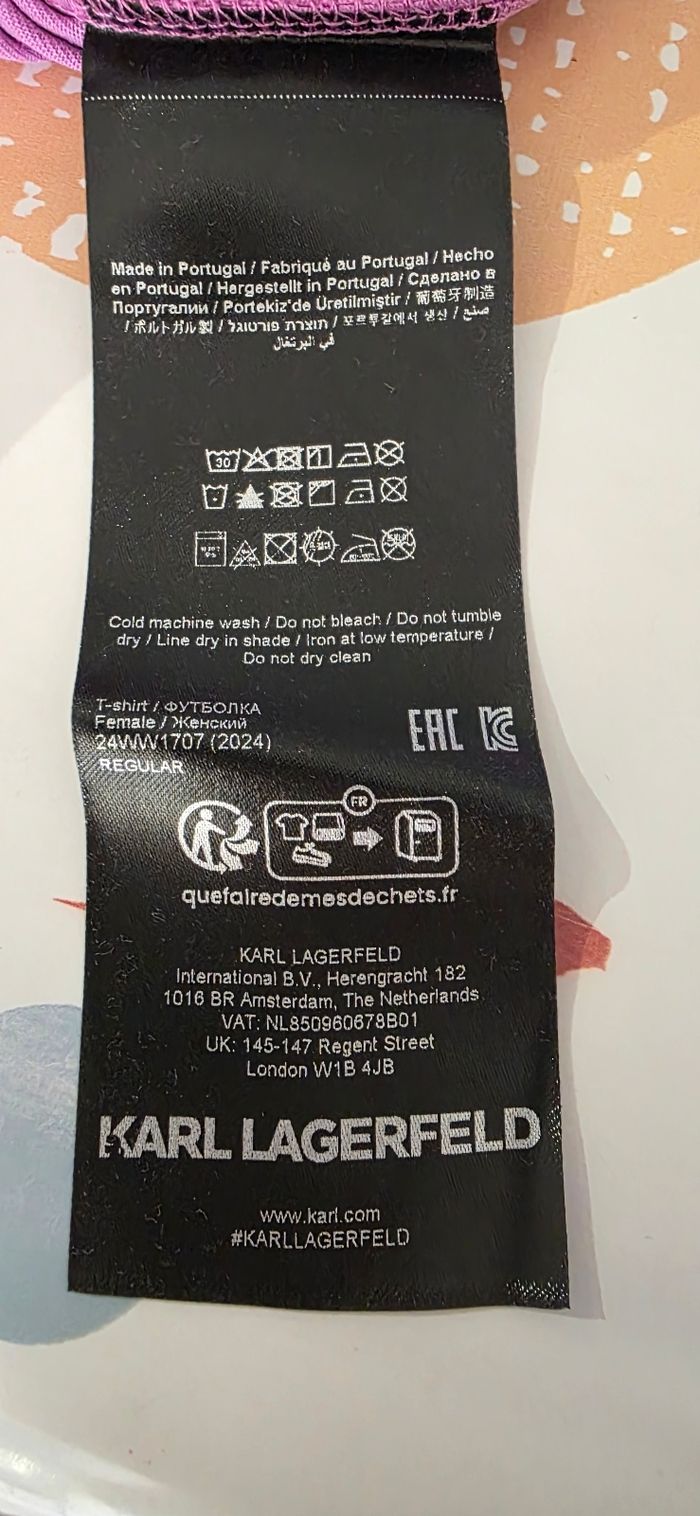 Made in Portugal / Fabriqué au Portugal / Hecho
en Portugal / Hergestellt in Portugal / Сделано в
Португалии / Portekiz'de Üretilmiştir / 葡萄牙制造
/ ポルトガル製 / תוצרת פורטוגל / 포르투갈에서 생산 / صنع
في البرتغال
30
Cold machine wash / Do not bleach / Do not tumble
dry / Line dry in shade / Iron at low temperature /
Do not dry clean
T-shirt / ФУТБОЛКА
Female / Женский
24WW1707 (2024)
REGULAR
EAC KC
FR
quefairedemesdechets.fr
KARL LAGERFELD
International B.V., Herengracht 182
1016 BR Amsterdam, The Netherlands
VAT: NL850960678B01
UK: 145-147 Regent Street
London W1B 4JB
KARL LAGERFELD
www.karl.com
#KARLLAGERFELD